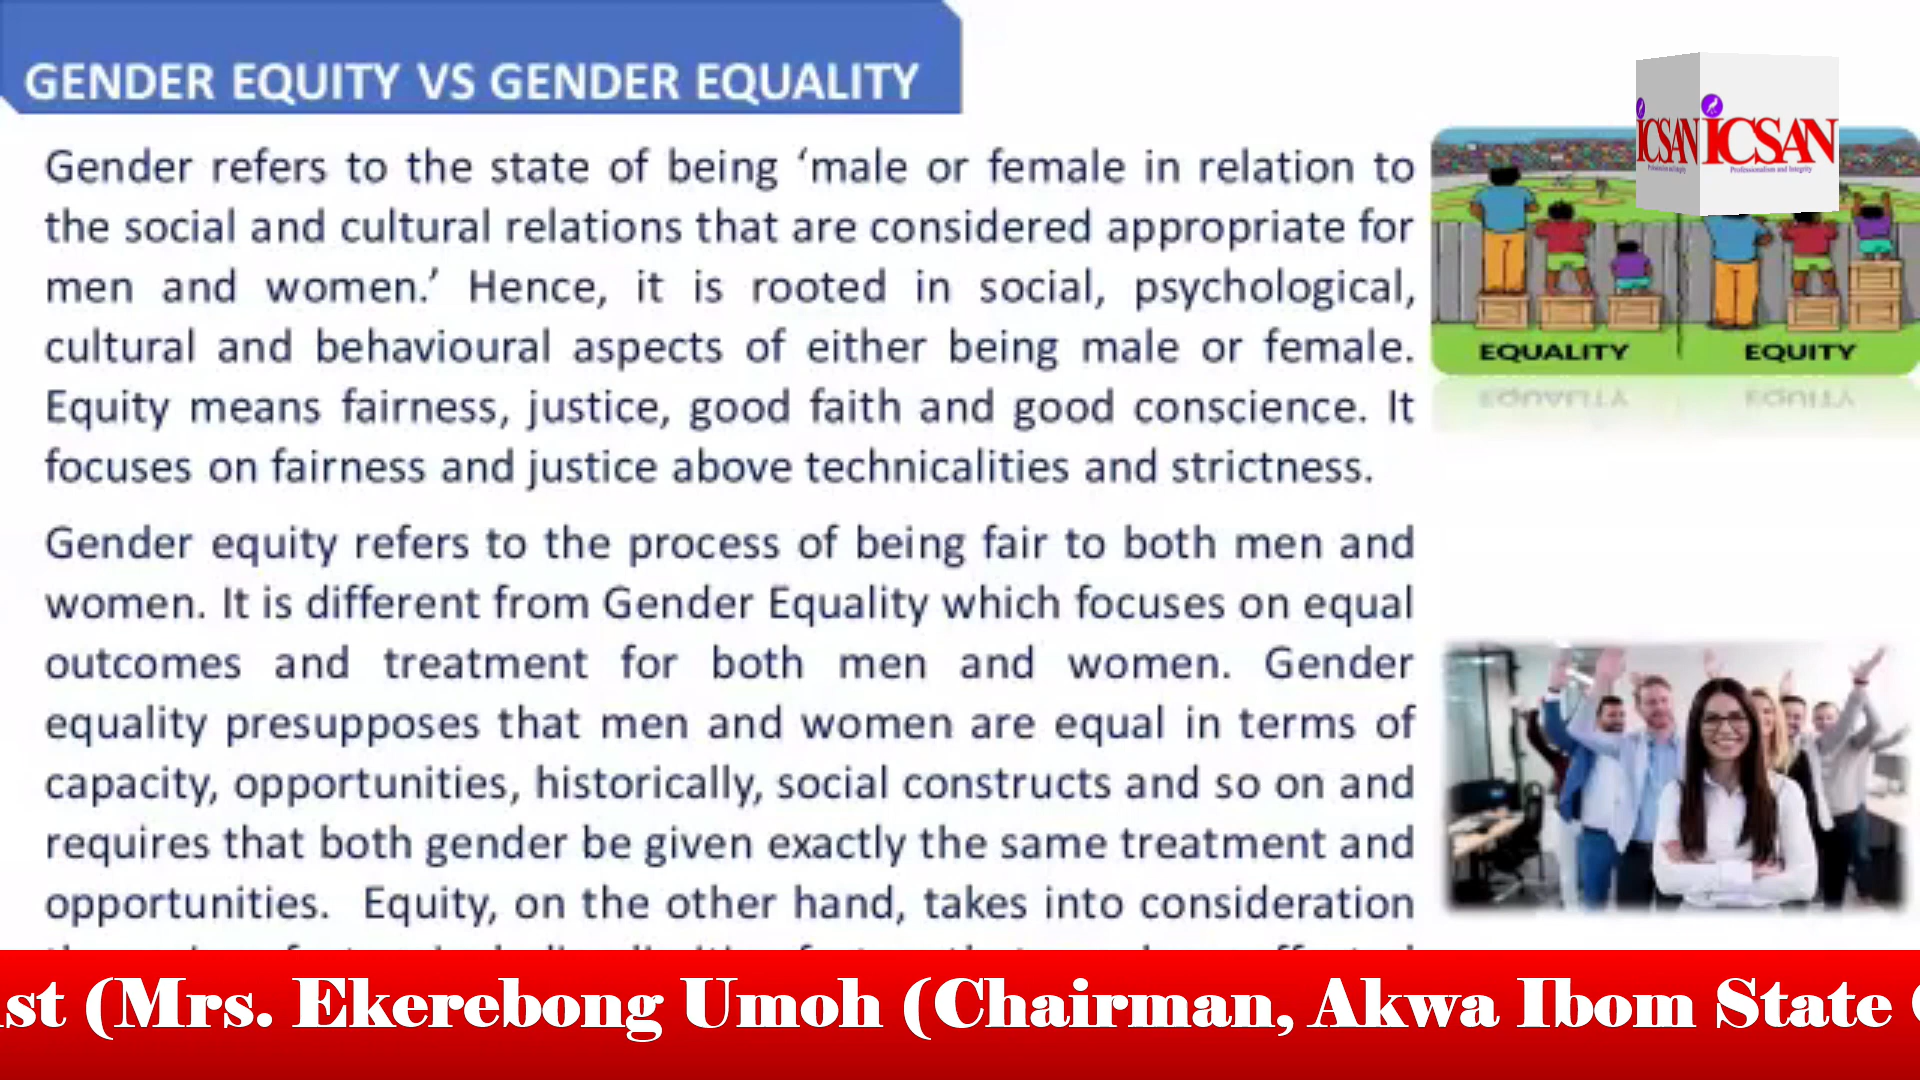 GENDER EQUITY VS GENDER EQUALITY
Gender refers to the state of being ‘male or female in relation to
the social and cultural relations that are considered appropriate for
men and women.’ Hence, it is rooted in social, psychological,
cultural and behavioural aspects of either being male or female.
Equity means fairness, justice, good faith and good conscience. It
focuses on fairness and justice above technicalities and strictness.
Gender equity refers to the process of being fair to both men and
women. It is different from Gender Equality which focuses on equal
outcomes and treatment for both men and women. Gender
equality presupposes that men and women are equal in terms of
capacity, opportunities, historically, social constructs and so on and
requires that both gender be given exactly the same treatment and
opportunities. Equity, on the other hand, takes into consideration
ICSAN
ICSAN
Professionalism and Integrity
EQUALITY
EQUITY
st (Mrs. Ekerebong Umoh (Chairman, Akwa Ibom State